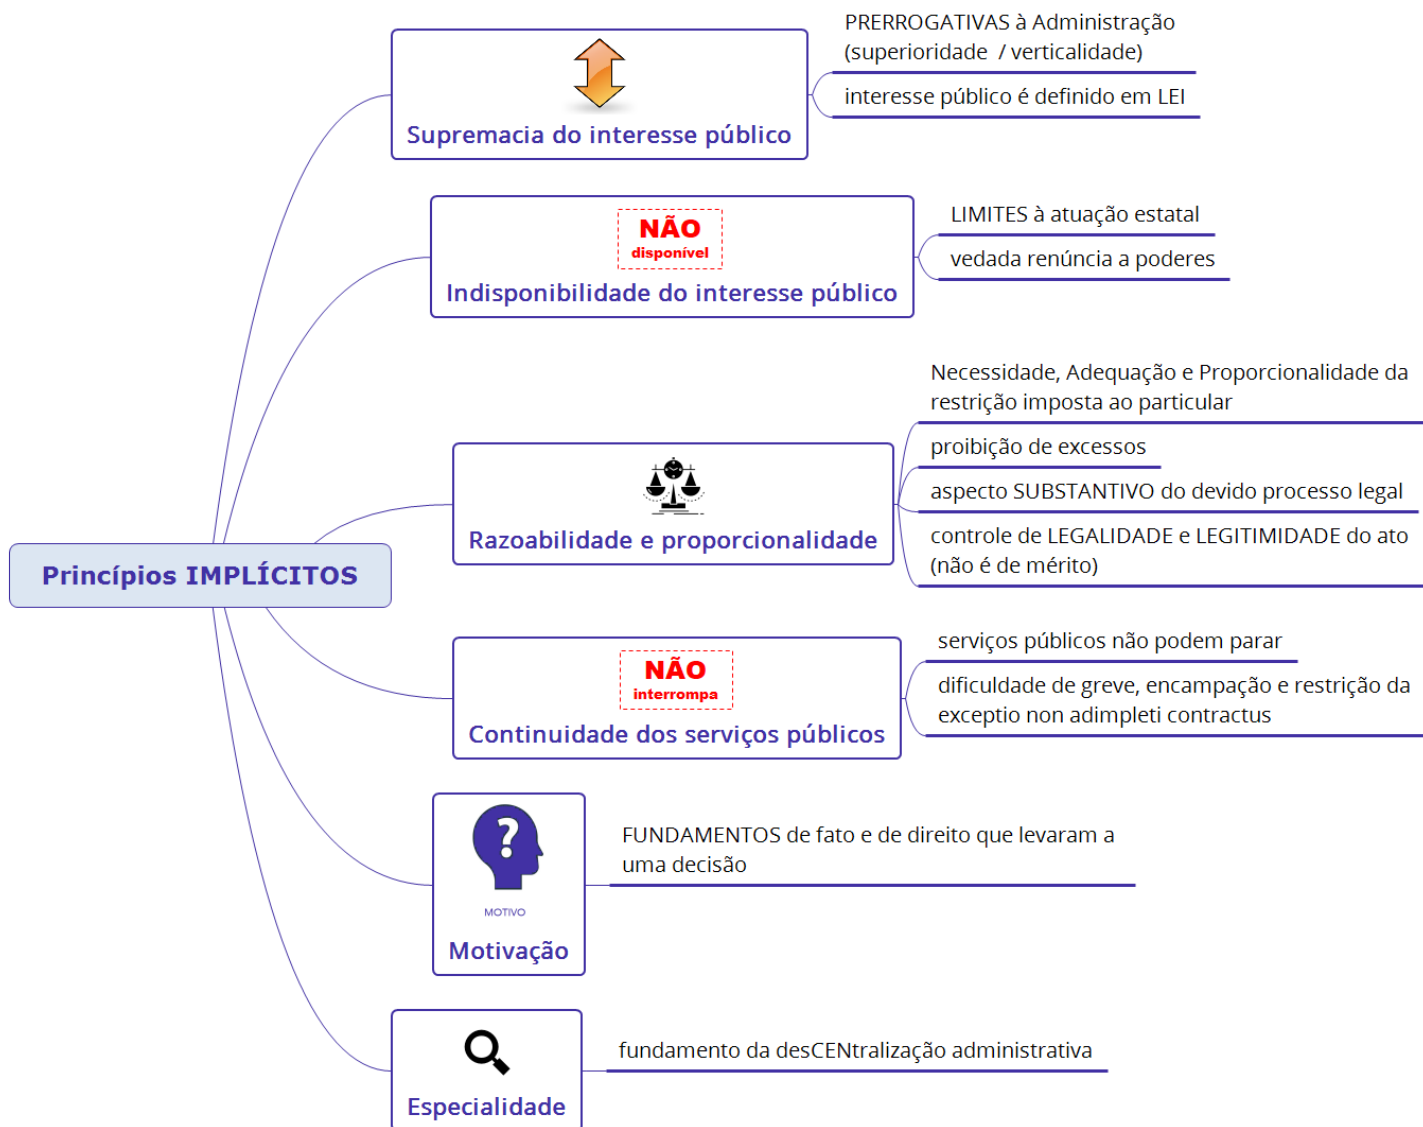 Princípios IMPLÍCITOS
Supremacia do interesse público
PRERROGATIVAS à Administração
(superioridade / verticalidade)
interesse público é definido em LEI
NÃO
disponível
Indisponibilidade do interesse público
LIMITES à atuação estatal
vedada renúncia a poderes
Razoabilidade e proporcionalidade
Necessidade, Adequação e Proporcionalidade da
restrição imposta ao particular
proibição de excessos
aspecto SUBSTANTIVO do devido processo legal
controle de LEGALIDADE e LEGITIMIDADE do ato
(não é de mérito)
NÃO
interrompa
Continuidade dos serviços públicos
serviços públicos não podem parar
dificuldade de greve, encampação e restrição da
exceptio non adimpleti contractus
?
MOTIVO
Motivação
FUNDAMENTOS de fato e de direito que levaram a
uma decisão
Especialidade
fundamento da desCENtralização administrativa